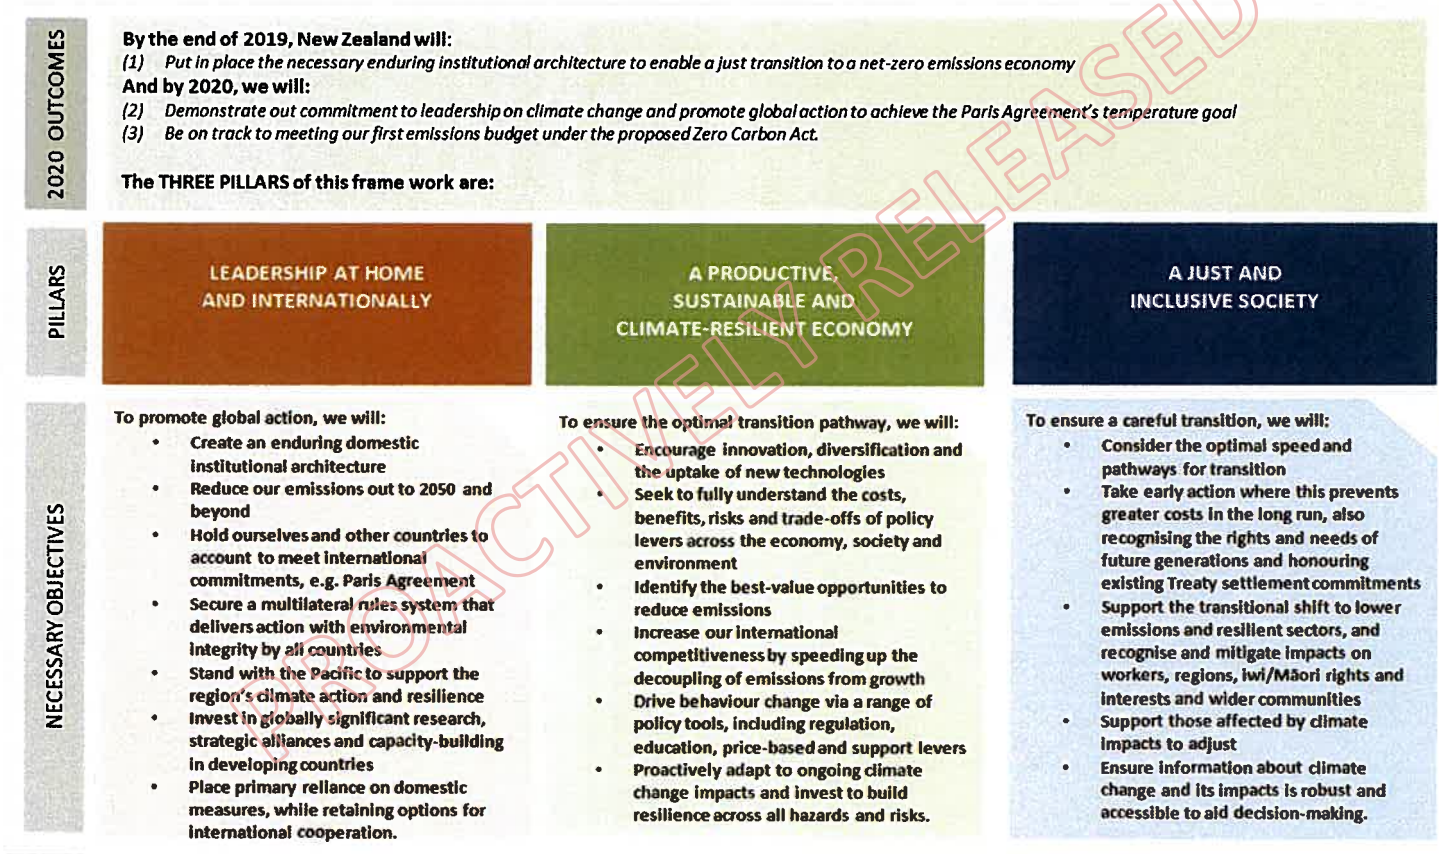 2020 OUTCOMES
By the end of 2019, New Zealand will:
(1) Put in place the necessary enduring institutional architecture to enable a just transition to a net-zero emissions economy
And by 2020, we will:
(2) Demonstrate out commitment to leadership on climate change and promote global action to achieve the Paris Agreement's temperature goal
(3) Be on track to meeting our first emissions budget under the proposed Zero Carbon Act.
The THREE PILLARS of this frame work are:
PILLARS
LEADERSHIP AT HOME
AND INTERNATIONALLY
A PRODUCTIVE,
SUSTAINABLE AND
CLIMATE-RESILIENT ECONOMY
A JUST AND
INCLUSIVE SOCIETY
NECESSARY OBJECTIVES
To promote global action, we will:
• Create an enduring domestic
institutional architecture
• Reduce our emissions out to 2050 and
beyond
• Hold ourselves and other countries to
account to meet international
commitments, e.g. Paris Agreement
• Secure a multilateral rules system that
delivers action with environmental
integrity by all countries
• Stand with the Pacific to support the
region's climate action and resilience
• Invest in globally significant research,
strategic alliances and capacity-building
in developing countries
• Place primary reliance on domestic
measures, while retaining options for
international cooperation.
To ensure the optimal transition pathway, we will:
• Encourage innovation, diversification and
the uptake of new technologies
• Seek to fully understand the costs,
benefits, risks and trade-offs of policy
levers across the economy, society and
environment
• Identify the best-value opportunities to
reduce emissions
• Increase our international
competitiveness by speeding up the
decoupling of emissions from growth
• Drive behaviour change via a range of
policy tools, including regulation,
education, price-based and support levers
• Proactively adapt to ongoing climate
change impacts and invest to build
resilience across all hazards and risks.
To ensure a careful transition, we will:
• Consider the optimal speed and
pathways for transition
• Take early action where this prevents
greater costs in the long run, also
recognising the rights and needs of
future generations and honouring
existing Treaty settlement commitments
• Support the transitional shift to lower
emissions and resilient sectors, and
recognise and mitigate impacts on
workers, regions, iwi/Māori rights and
interests and wider communities
• Support those affected by climate
impacts to adjust
• Ensure information about climate
change and its impacts is robust and
accessible to aid decision-making.
PROACTIVELY RELEASED